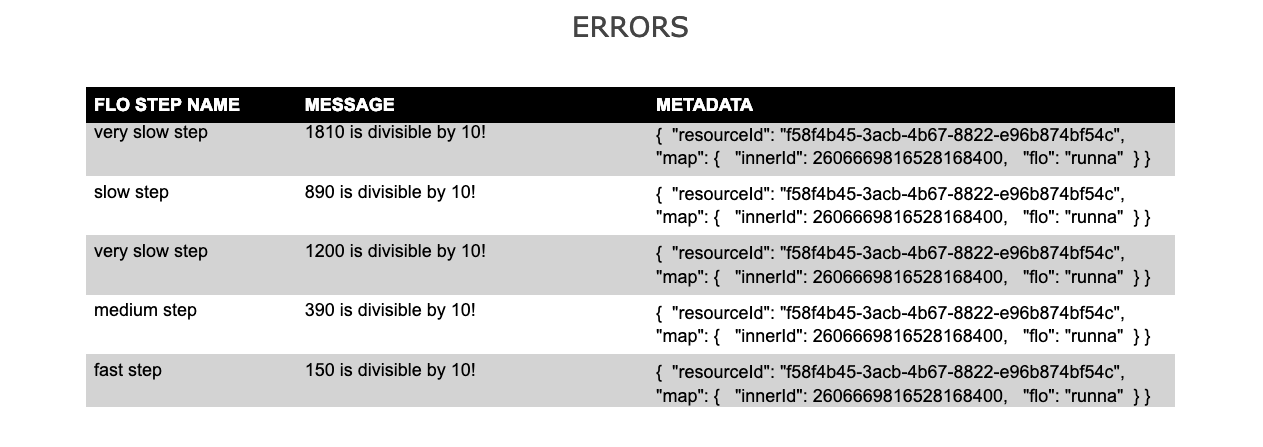 ERRORS
FLO STEP NAME MESSAGE METADATA
very slow step 1810 is divisible by 10! { "resourceId": "f58f4b45-3acb-4b67-8822-e96b874bf54c",
"map": { "innerId": 2606669816528168400, "flo": "runna" } }
slow step 890 is divisible by 10! { "resourceId": "f58f4b45-3acb-4b67-8822-e96b874bf54c",
"map": { "innerId": 2606669816528168400, "flo": "runna" } }
very slow step 1200 is divisible by 10! { "resourceId": "f58f4b45-3acb-4b67-8822-e96b874bf54c",
"map": { "innerId": 2606669816528168400, "flo": "runna" } }
medium step 390 is divisible by 10! { "resourceId": "f58f4b45-3acb-4b67-8822-e96b874bf54c",
"map": { "innerId": 2606669816528168400, "flo": "runna" } }
fast step 150 is divisible by 10! { "resourceId": "f58f4b45-3acb-4b67-8822-e96b874bf54c",
"map": { "innerId": 2606669816528168400, "flo": "runna" } }